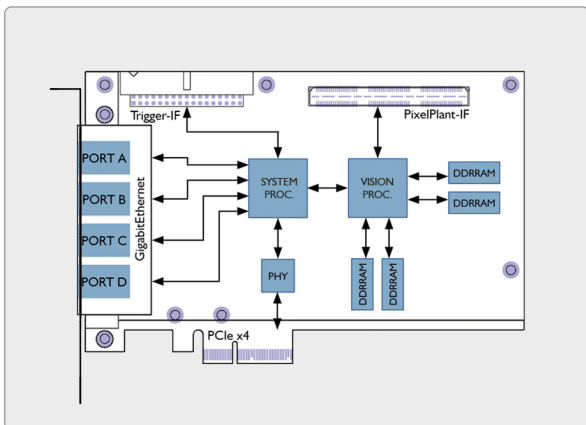 Trigger-IF
PixelPlant-IF
PORT A
PORT B
PORT C
PORT D
GigabitEthernet
SYSTEM
PROC.
VISION
PROC.
DDRRAM
DDRRAM
PHY
DDRRAM
DDRRAM
PCIe x4